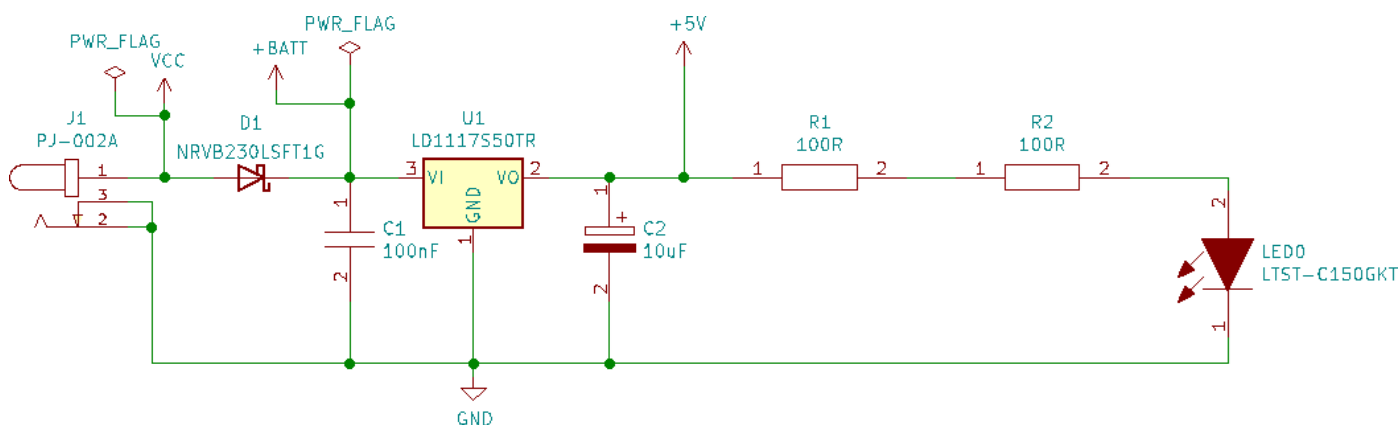 PWR_FLAG
+5V
PWR_FLAG
+BATT
VCC
J1
PJ-002A
D1
NRVB230LSFT1G
U1
LD1117S50TR
R1
100R
R2
100R
1
3
2
3
VI
VO
2
GND
1
1
2
1
2
1
2
C1
100nF
1
2
C2
10uF
1
2
LED0
LTST-C150GKT
2
1
GND